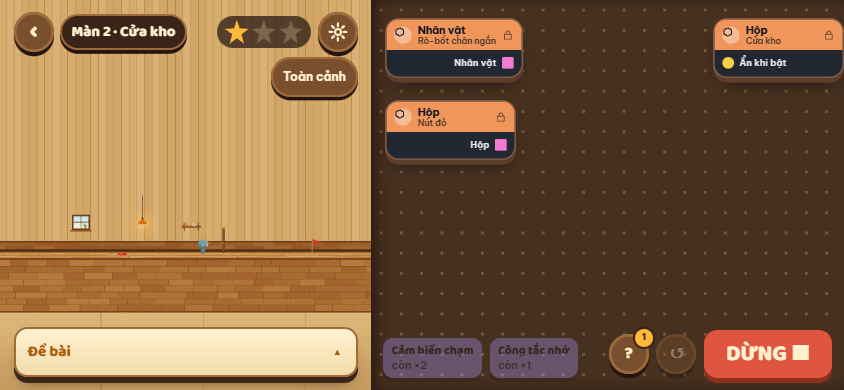 Màn 2 · Cửa kho
Toàn cảnh
Đề bài
Nhân vật
Rô-bốt chân ngắn
Nhân vật
Hộp
Cửa kho
Ẩn khi bật
Hộp
Nút đỏ
Hộp
Cảm biến chạm
còn ×2
Công tắc nhớ
còn ×1
?
1
DỪNG